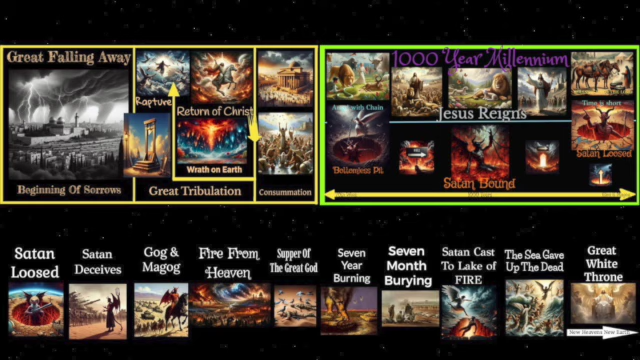 Great Falling Away
Rapture
Return of Christ
Wrath on Earth
Beginning Of Sorrows
Great Tribulation
Consummation
1000 Year Millennium
Jesus Reigns
with Chain
Bottomless Pit
Satan Bound
Time is short
Satan Loosed
Satan
Loosed
Satan
Deceives
Gog &
Magog
Fire From
Heaven
Supper Of
The Great God
Seven
Year
Burning
Seven
Month
Burying
Satan Cast
To Lake of
FIRE
The Sea Gave
Up The Dead
Great
White
Throne
New Heavens New Earth